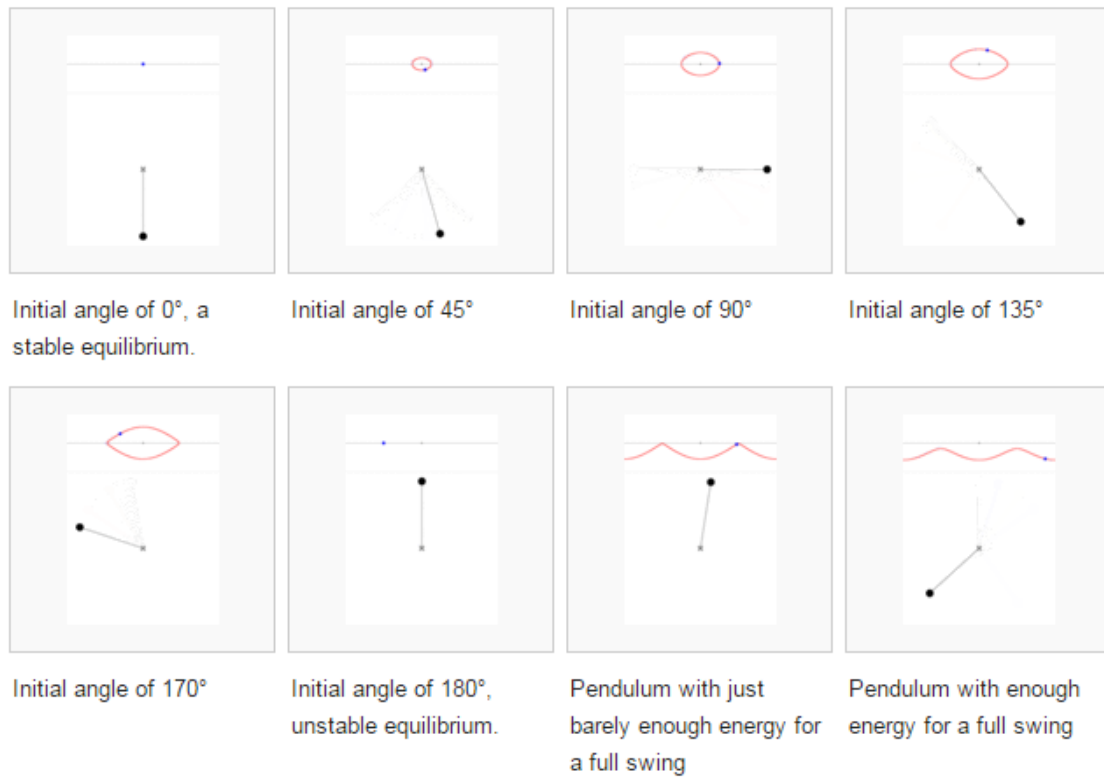 Initial angle of 0°, a
stable equilibrium.
Initial angle of 45°
Initial angle of 90°
Initial angle of 135°
Initial angle of 170°
Initial angle of 180°,
unstable equilibrium.
Pendulum with just
barely enough energy for
a full swing
Pendulum with enough
energy for a full swing